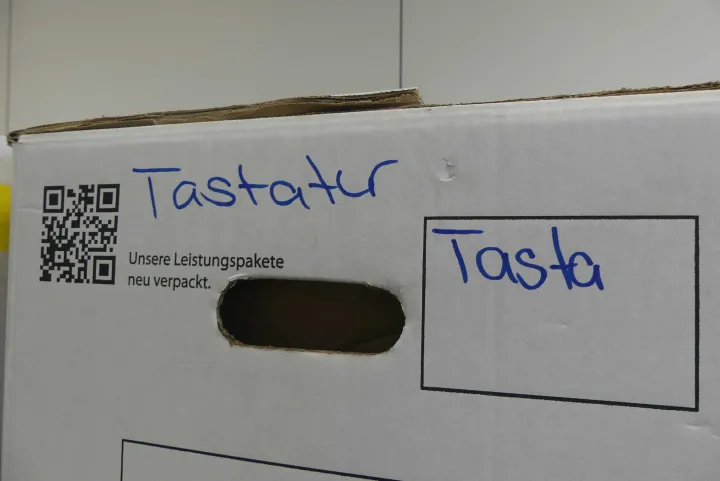 Tastatur
Unsere Leistungspakete
neu verpackt.
Tasta